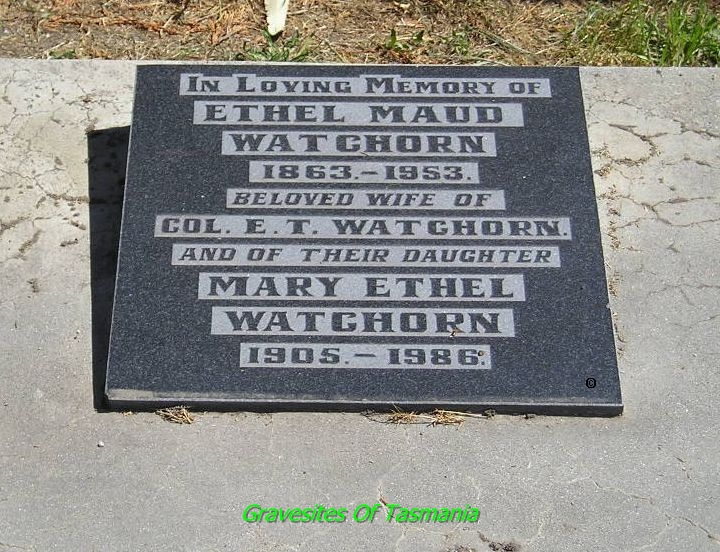 In Loving Memory of
ETHEL MAUD
WATCHORN
1863.-1953.
BELOVED WIFE OF
COL. E. T. WATCHORN.
AND OF THEIR DAUGHTER
MARY ETHEL
WATCHORN
1905.-1986.
Gravesites Of Tasmania